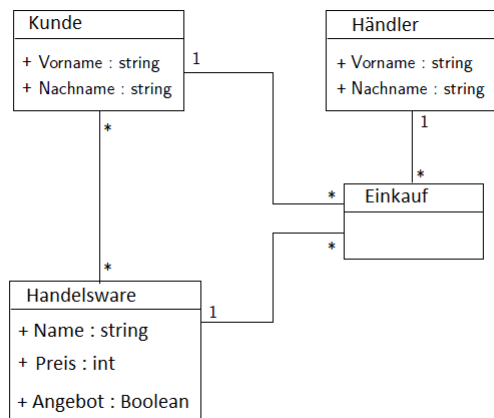 Kunde
+ Vorname : string
+ Nachname : string
Händler
+ Vorname : string
+ Nachname : string
1
1
*
*
*
Einkauf
*
*
Handelsware
+ Name : string
+ Preis : int
+ Angebot : Boolean
1